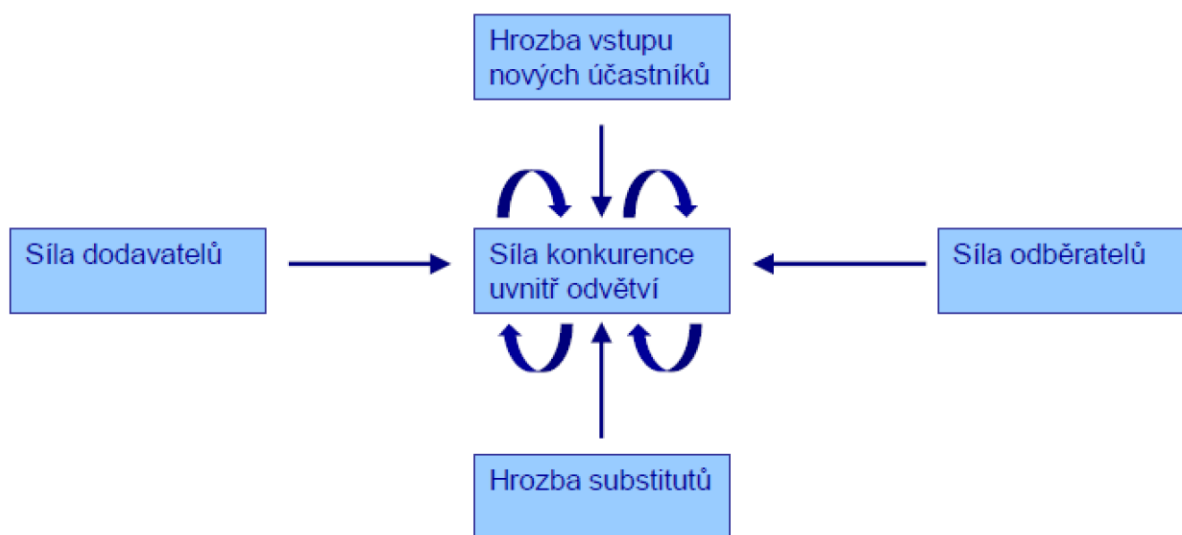 Hrozba vstupu
nových účastníků
Síla dodavatelů
Síla konkurence
uvnitř odvětví
Síla odběratelů
Hrozba substitutů